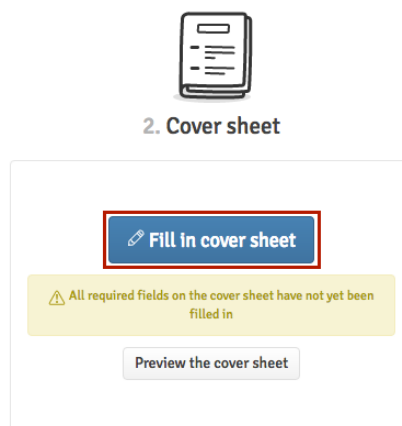 2. Cover sheet
Fill in cover sheet
All required fields on the cover sheet have not yet been
filled in
Preview the cover sheet